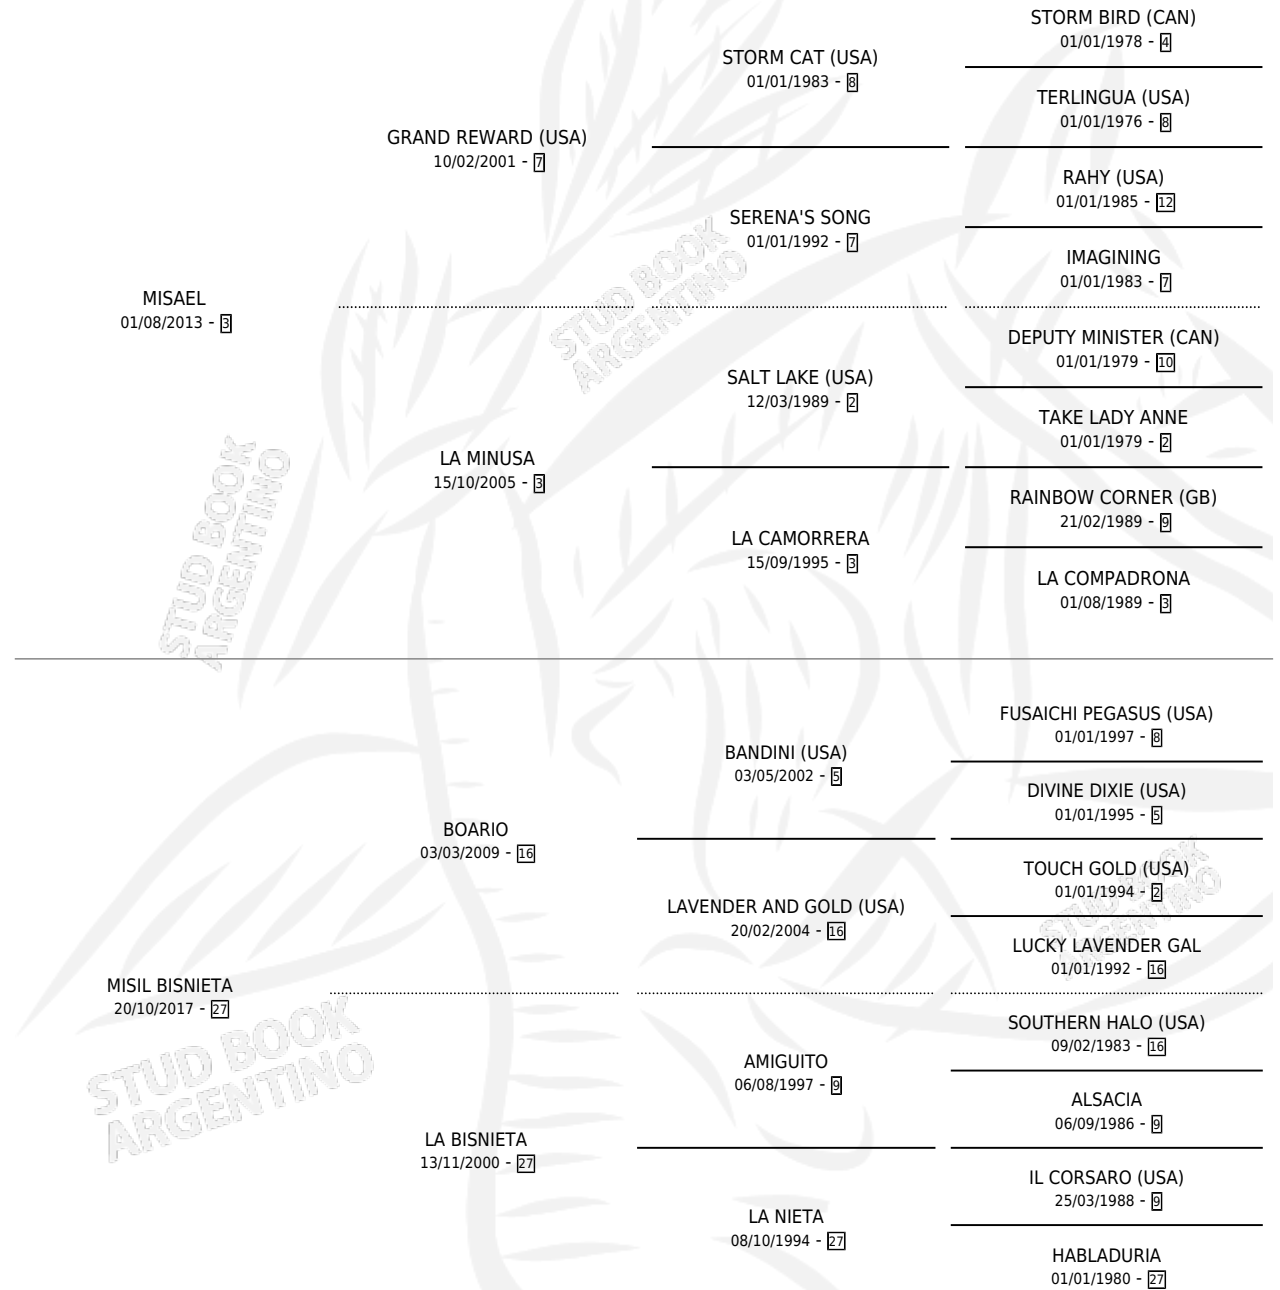 STORM BIRD (CAN)
01/01/1978 - 4
STORM CAT (USA)
01/01/1983 - 8
TERLINGUA (USA)
01/01/1976 - 8
GRAND REWARD (USA)
10/02/2001 - 7
RAHY (USA)
01/01/1985 - 12
SERENA'S SONG
01/01/1992 - 7
IMAGINING
01/01/1983 - 7
MISAEL
01/08/2013 - 3
STUD BOOK
ARGENTINO
DEPUTY MINISTER (CAN)
01/01/1979 - 10
SALT LAKE (USA)
12/03/1989 - 2
TAKE LADY ANNE
01/01/1979 - 2
LA MINUSA
15/10/2005 - 3
RAINBOW CORNER (GB)
21/02/1989 - 9
LA CAMORRERA
15/09/1995 - 3
LA COMPADRONA
01/08/1989 - 3
STUD BOOK
ARGENTINO
FUSAICHI PEGASUS (USA)
01/01/1997 - 8
BANDINI (USA)
03/05/2002 - 5
DIVINE DIXIE (USA)
01/01/1995 - 5
BOARIO
03/03/2009 - 16
TOUCH GOLD (USA)
01/01/1994 - 2
LAVENDER AND GOLD (USA)
20/02/2004 - 16
STUD BOOK
ARGENTINO
LUCKY LAVENDER GAL
01/01/1992 - 16
MISIL BISNIETA
20/10/2017 - 27
SOUTHERN HALO (USA)
09/02/1983 - 16
AMIGUITO
06/08/1997 - 9
STUD BOOK
ARGENTINO
ALSACIA
06/09/1986 - 9
LA BISNIETA
13/11/2000 - 27
IL CORSARO (USA)
25/03/1988 - 9
LA NIETA
08/10/1994 - 27
HABLADURIA
01/01/1980 - 27